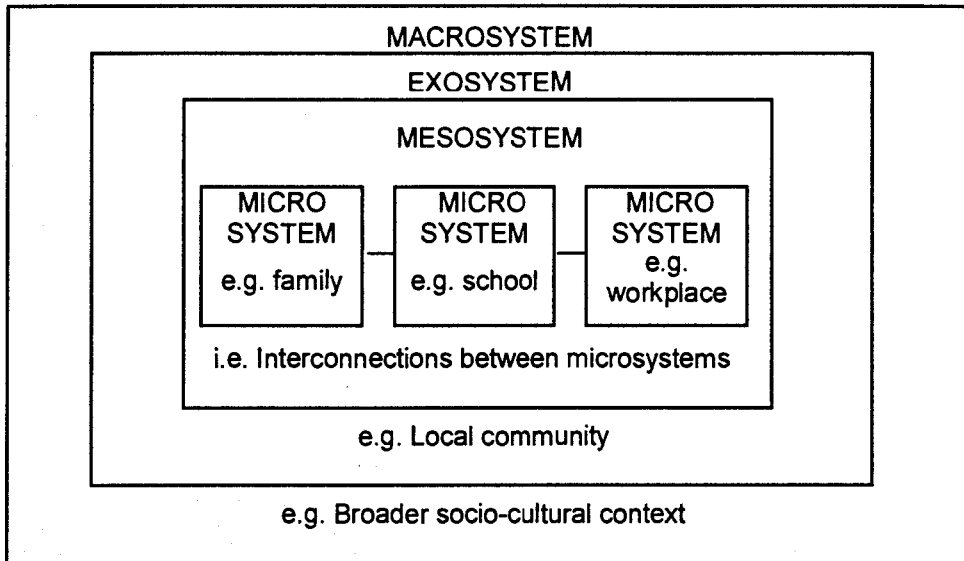 MACROSYSTEM
EXOSYSTEM
MESOSYSTEM
MICRO
SYSTEM
e.g. family
MICRO
SYSTEM
e.g. school
MICRO
SYSTEM
e.g.
workplace
i.e. Interconnections between microsystems
e.g. Local community
e.g. Broader socio-cultural context